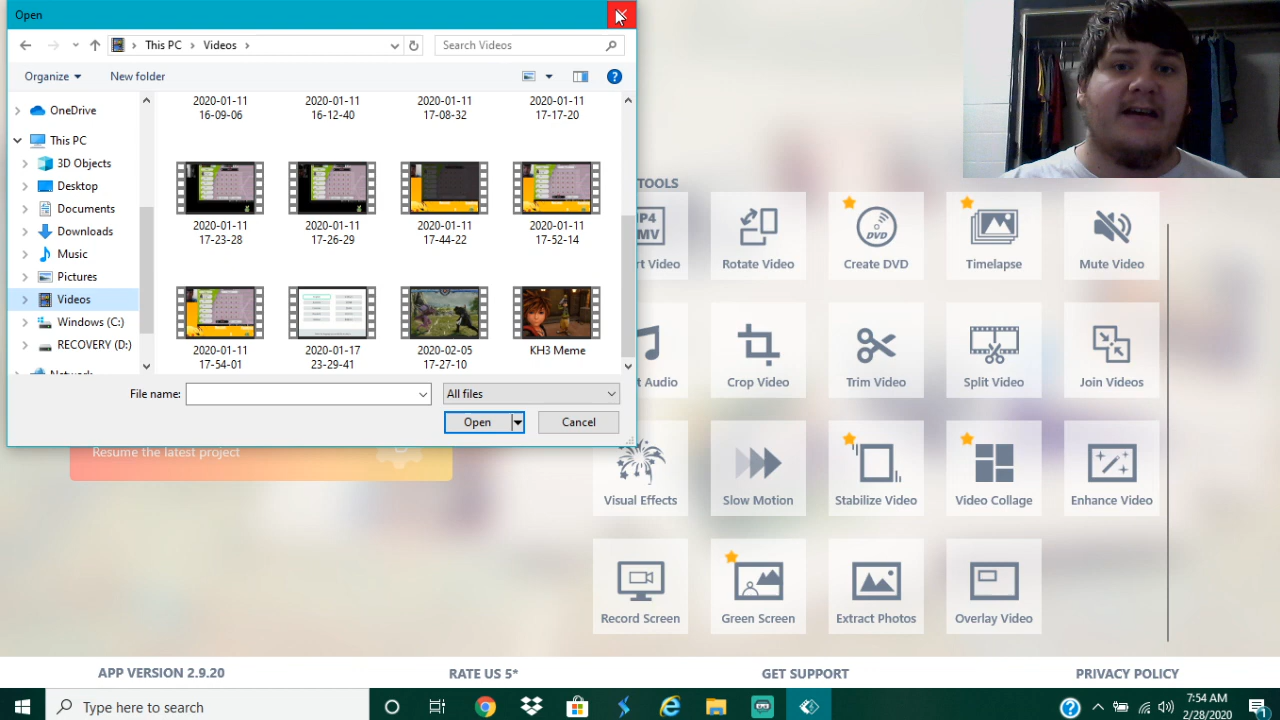 Open
This PC
Videos
Search Videos
Organize
New folder
OneDrive
This PC
3D Objects
Desktop
Documents
Downloads
Music
Pictures
Videos
Windows (C:)
RECOVERY (D:)
2020-01-11
16-09-06
2020-01-11
16-12-40
2020-01-11
17-08-32
2020-01-11
17-17-20
2020-01-11
17-23-28
2020-01-11
17-26-29
2020-01-11
17-44-22
2020-01-11
17-52-14
2020-01-11
17-54-01
2020-01-17
23-29-41
2020-02-05
17-27-10
KH3 Meme
File name:
All files
Open
Cancel
Resume the latest project
TOOLS
Video
Rotate Video
DVD
Create DVD
Timelapse
Mute Video
Audio
Crop Video
Trim Video
Split Video
Join Videos
Visual Effects
Slow Motion
Stabilize Video
Video Collage
Enhance Video
Record Screen
Green Screen
Extract Photos
Overlay Video
APP VERSION 2.9.20
RATE US 5*
GET SUPPORT
PRIVACY POLICY
Type here to search
7:54 AM
2/28/2020
1